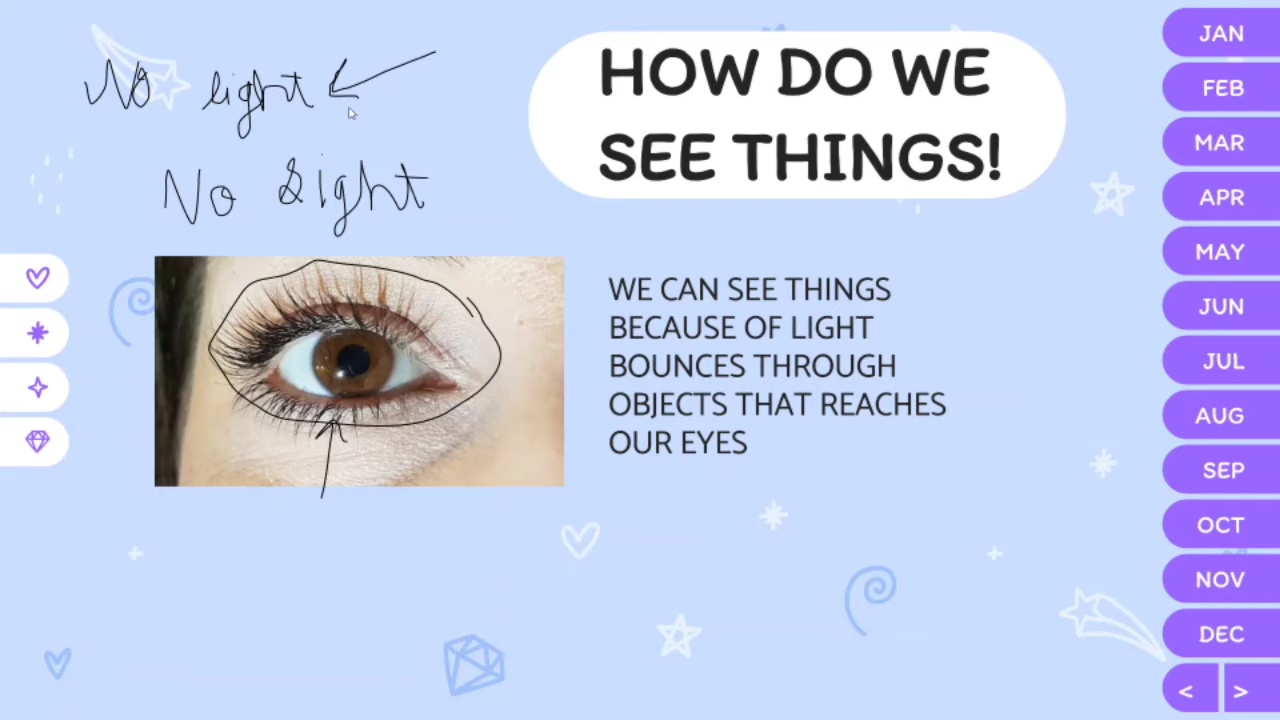 No light
No Sight
HOW DO WE
SEE THINGS!
WE CAN SEE THINGS
BECAUSE OF LIGHT
BOUNCES THROUGH
OBJECTS THAT REACHES
OUR EYES
JAN
FEB
MAR
APR
MAY
JUN
JUL
AUG
SEP
OCT
NOV
DEC
< >